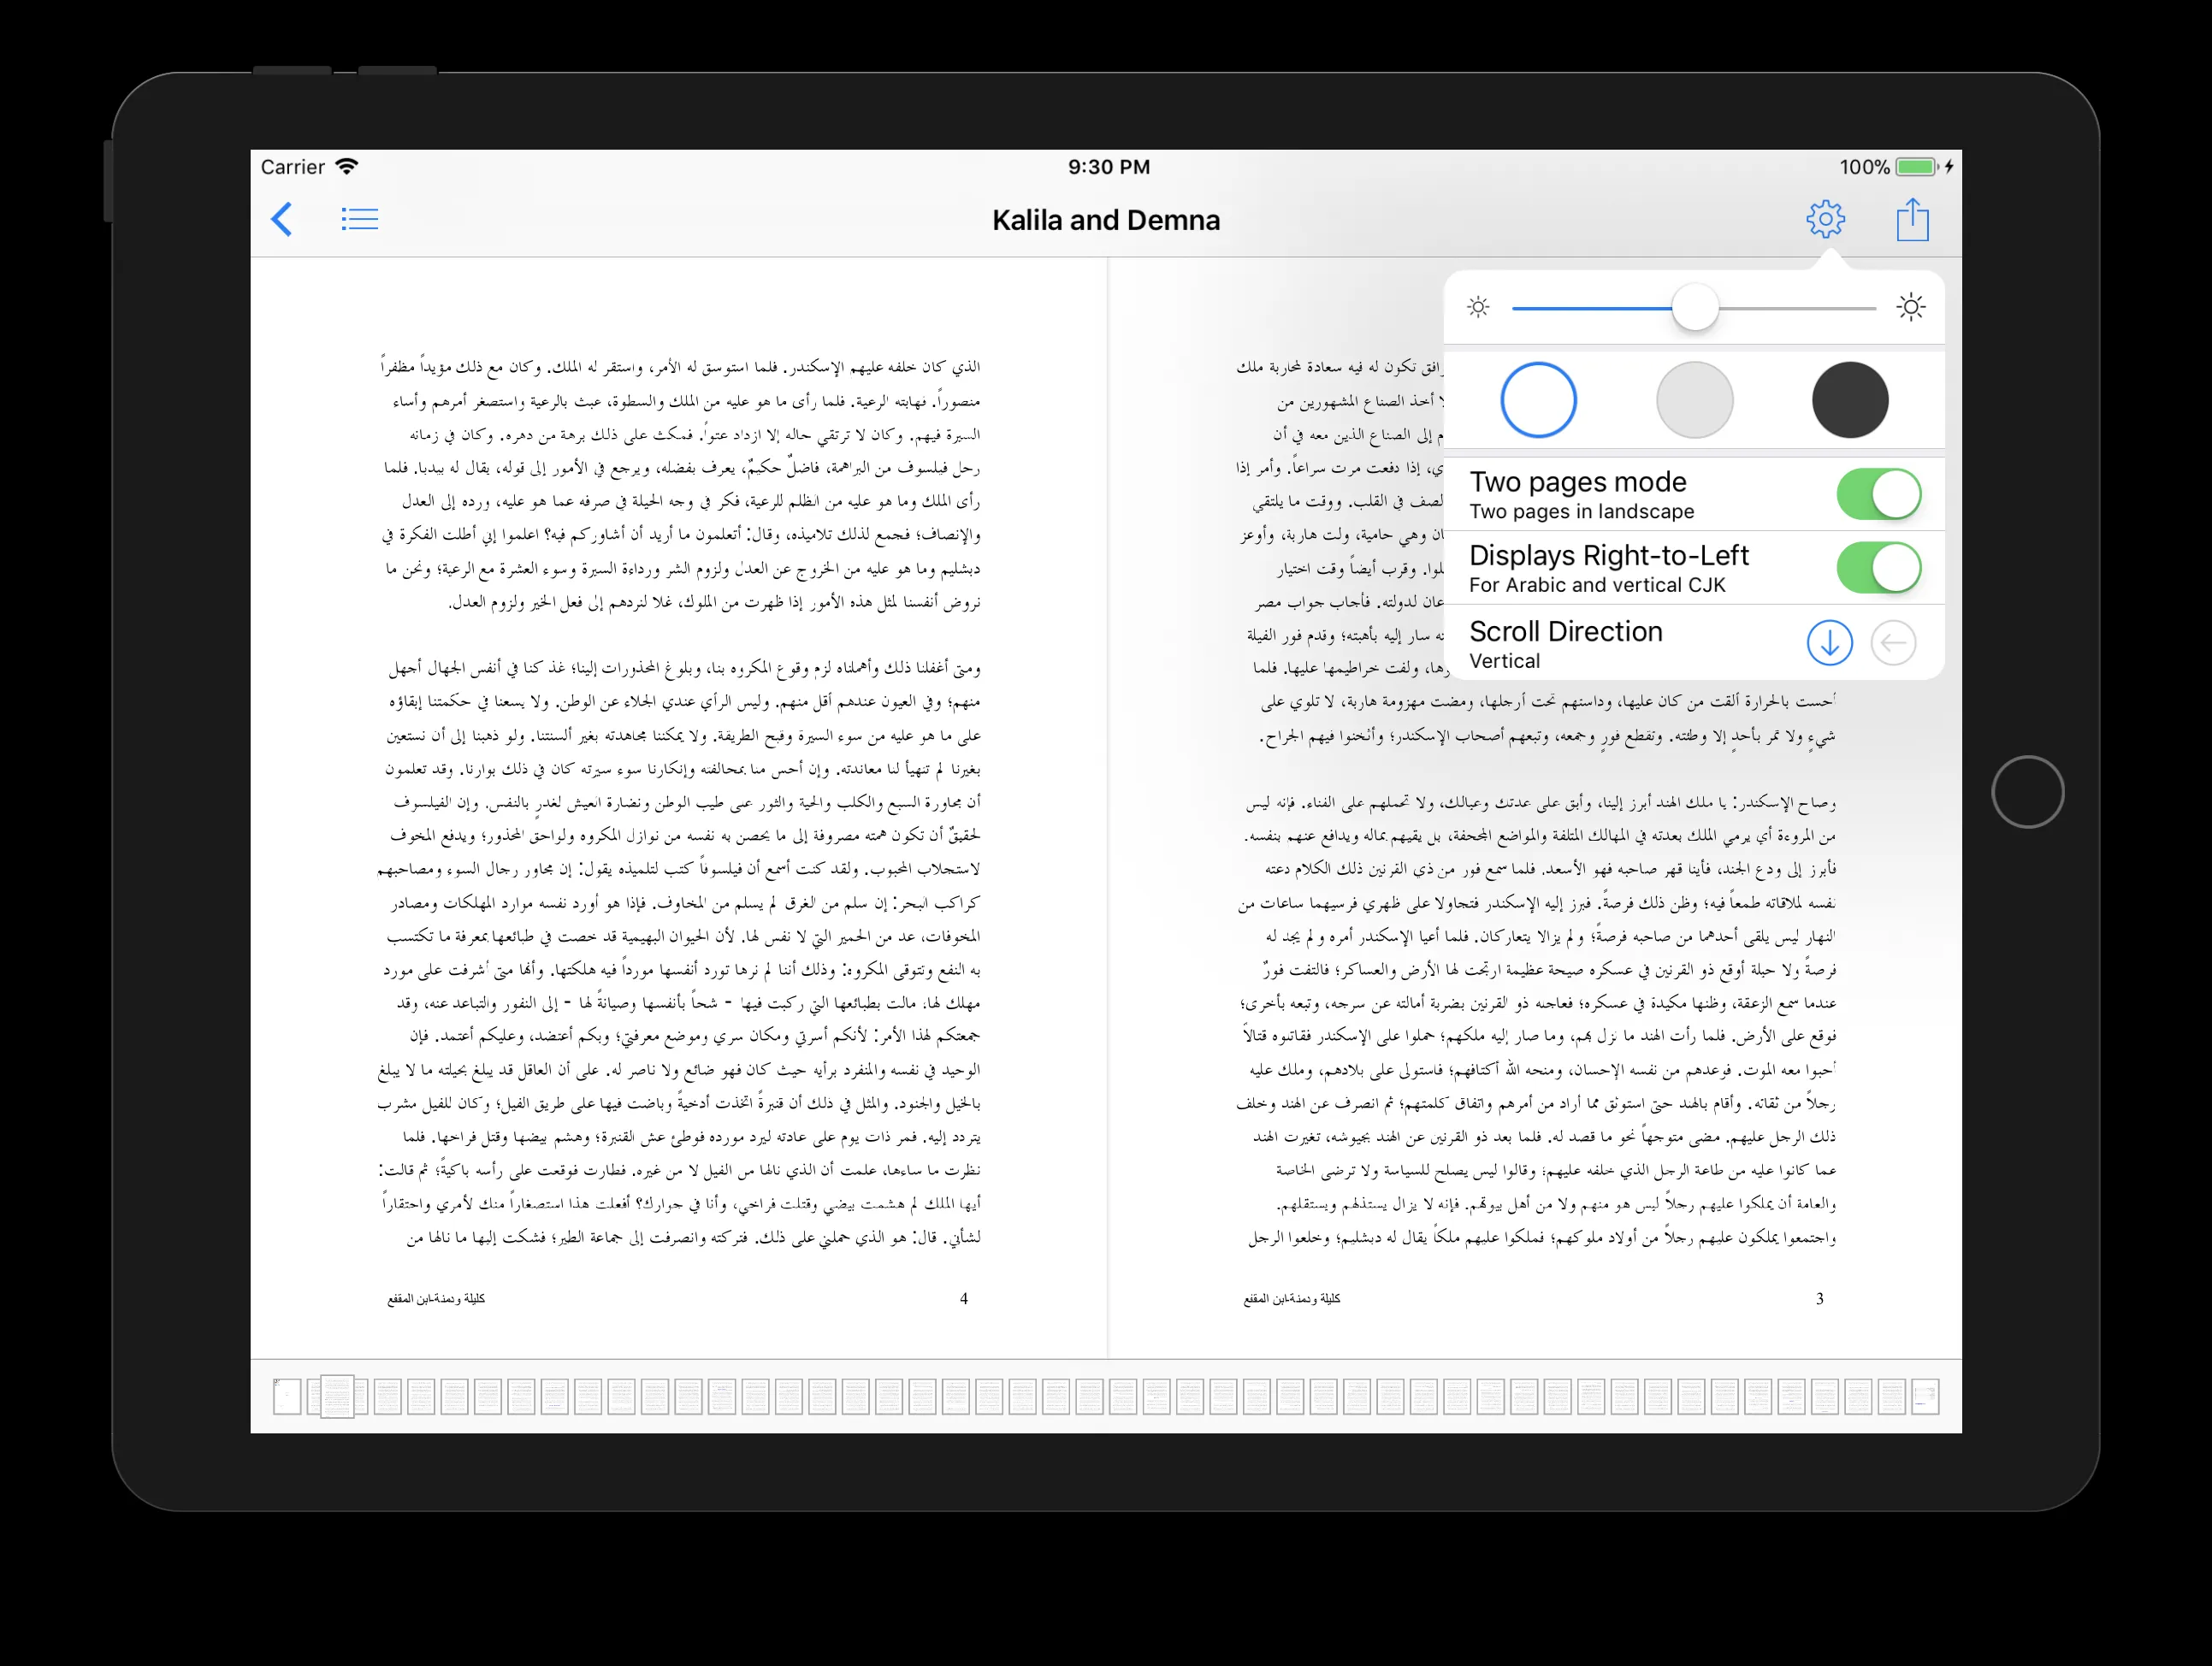 Carrier
9:30 PM
100%
Kalila and Demna
Two pages mode
Two pages in landscape
Displays Right-to-Left
For Arabic and vertical CJK
Scroll Direction
Vertical
تكون له فيه سعادة لمحاربة ملك
أخذ الصناع المشهورين من
إلى الصناع الذين معه في أن
إذا دفعت مرت سراعاً. وأمر إذا
الصف في القلب. ووقت ما يلتقي
وهي حامية، ولت هاربة، وأوعز
وقرب أيضاً وقت اختيار
لدولته. فأجاب جواب مصر
سار إليه بأهبته؛ وقدم فور الفيلة
ولفت خراطيمها عليها. فلما
أحست بالحرارة ألقت من كان عليها، وداستهم تحت أرجلها، ومضت مهزومة هاربة، لا تلوي على
شيءٍ ولا تمر بأحدٍ إلا وطئته. وتقطع فورٍ وجمعه، وتبعهم أصحاب الإسكندر؛ وأثخنوا فيهم الجراح.
وصاح الإسكندر: يا ملك الهند أبرز إلينا، وأبق على عدتك وعيالك، ولا تحملهم على الفناء. فإنه ليس
من المروءة أي يرمي الملك بعدته في المهالك المتلفة والمواضع المجحفة، بل يقيهم بماله ويدافع عنهم بنفسه.
فأبرز إلى ودع الجند، فأينا قهر صاحبه فهو الأسعد. فلما سمع فور من ذي القرنين ذلك الكلام دعته
نفسه لملاقاته طمعاً فيه؛ وظن ذلك فرصةً. فبرز إليه الإسكندر فتجاولا على ظهري فرسيهما ساعات من
النهار ليس يلقى أحدهما من صاحبه فرصةً؛ ولم يزالا يتعاركان. فلما أعيا الإسكندر أمره ولم يجد له
فرصةً ولا حيلة أوقع ذو القرنين في عسكره صيحة عظيمة ارتجت لها الأرض والعساكر؛ فالتفت فورٌ
عندما سمع الزعقة، وظنها مكيدة في عسكره؛ فعاجله ذو القرنين بضربة أمالته عن سرجه، وتبعه بأخرى؛
فوقع على الأرض. فلما رأت الهند ما نزل بهم، وما صار إليه ملكهم؛ حملوا على الإسكندر فقاتلوه قتالاً
أحبوا معه الموت. فوعدهم من نفسه الإحسان، ومنحه الله أكتافهم؛ فاستولى على بلادهم، وملك عليه
رجلاً من ثقاته. وأقام بالهند حتى استوثق مما أراد من أمرهم واتفاق كلمتهم؛ ثم انصرف عن الهند وخلف
ذلك الرجل عليهم. مضى متوجهاً نحو ما قصد له. فلما بعد ذو القرنين عن الهند بجيوشه، تغيرت الهند
عما كانوا عليه من طاعة الرجل الذي خلفه عليهم؛ وقالوا ليس يصلح للسياسة ولا ترضى الخاصة
والعامة أن يملكوا عليهم رجلاً ليس هو منهم ولا من أهل بيوتهم. فإنه لا يزال يستذلهم ويستقلهم.
واجتمعوا يملكون عليهم رجلاً من أولاد ملوكهم؛ فملكوا عليهم ملكاً يقال له دبشليم؛ وخلعوا الرجل
3
كليلة ودمنة-ابن المقفع
الذي كان خلفه عليهم الإسكندر. فلما استوسق له الأمر، واستقر له الملك. وكان مع ذلك مؤيداً مظفراً
منصوراً. فهابته الرعية. فلما رأى ما هو عليه من الملك والسطوة، عبث بالرعية واستصغر أمرهم وأساء
السيرة فيهم. وكان لا ترتقي حاله إلا ازداد عتواً. فمكث على ذلك برهة من دهره. وكان في زمانه
رجل فيلسوف من البراهمة، فاضلٌ حكيمٌ، يعرف بفضله، ويرجع في الأمور إلى قوله، يقال له بيدبا. فلما
رأى الملك وما هو عليه من الظلم للرعية، فكر في وجه الحيلة في صرفه عما هو عليه، ورده إلى العدل
والإنصاف؛ فجمع لذلك تلاميذه، وقال: أتعلمون ما أريد أن أشاوركم فيه؟ اعلموا إني أطلت الفكرة في
دبشليم وما هو عليه من الخروج عن العدل ولزوم الشر ورداءة السيرة وسوء العشرة مع الرعية؛ ونحن ما
نروض أنفسنا لمثل هذه الأمور إذا ظهرت من الملوك، غلا لنردهم إلى فعل الخير ولزوم العدل.
ومتى أغفلنا ذلك وأهملناه لزم وقوع المكروه بنا، وبلوغ المحذورات إلينا؛ غذ كنا في أنفس الجهال أجهل
منهم؛ وفي العيون عندهم أقل منهم. وليس الرأي عندي الجلاء عن الوطن. ولا يسعنا في حكمتنا إبقاؤه
على ما هو عليه من سوء السيرة وقبح الطريقة. ولا يمكننا مجاهدته بغير ألسنتنا. ولو ذهبنا إلى أن نستعين
بغيرنا لم تتهيأ لنا معاندته. وإن أحس منا بمخالفته وإنكارنا سوء سيرته كان في ذلك بوارنا. وقد تعلمون
أن مجاورة السبع والكلب والحية والثور على طيب الوطن ونضارة العيش لغدرٍ بالنفس. وإن الفيلسوف
لحقيقٌ أن تكون همته مصروفة إلى ما يحصن به نفسه من نوازل المكروه ولواحق المحذور؛ ويدفع المخوف
لاستجلاب المحبوب. ولقد كنت أسمع أن فيلسوفاً كتب لتلميذه يقول: إن مجاور رجال السوء ومصاحبهم
كراكب البحر: إن سلم من الغرق لم يسلم من المخاوف. فإذا هو أورد نفسه موارد المهلكات ومصادر
المخوفات، عد من الحمير التي لا نفس لها. لأن الحيوان البهيمية قد خصت في طبائعها بمعرفة ما تكتسب
به النفع وتتوقى المكروه: وذلك أننا لم نرها تورد أنفسها مورداً فيه هلكتها. وأنها متى أشرفت على مورد
مهلك لها، مالت بطبائعها التي ركبت فيها - شحاً بأنفسها وصيانةً لها - إلى النفور والتباعد عنه، وقد
جمعتكم لهذا الأمر: لأنكم أسرتي ومكان سري وموضع معرفتي؛ وبكم أعتضد، وعليكم أعتمد. فإن
الوحيد في نفسه والمنفرد برأيه حيث كان فهو ضائع ولا ناصر له. على أن العاقل قد يبلغ بحيلته ما لا يبلغ
بالخيل والجنود. والمثل في ذلك أن قنبرةً اتخذت أدحيةً وباضت فيها على طريق الفيل؛ وكان للفيل مشرب
يتردد إليه. فمر ذات يوم على عادته ليرد مورده فوطئ عش القنبرة؛ وهشم بيضها وقتل فراخها. فلما
نظرت ما ساءها، علمت أن الذي نالها من الفيل لا من غيره. فطارت فوقعت على رأسه باكيةً؛ ثم قالت:
أيها الملك لم هشمت بيضي وقتلت فراخي، وأنا في جوارك؟ أفعلت هذا استصغاراً منك لأمري واحتقاراً
لشأني. قال: هو الذي حملني على ذلك. فتركته وانصرفت إلى جماعة الطير؛ فشكت إليها ما نالها من
4
كليلة ودمنة-ابن المقفع